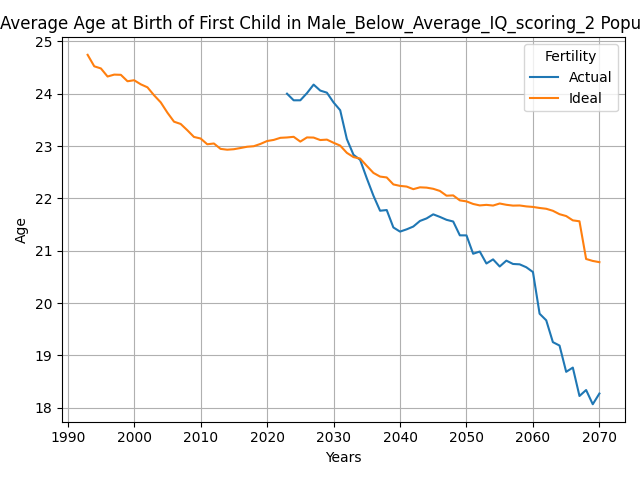 Average Age at Birth of First Child in Male_Below_Average_IQ_scoring_2 Popu
Fertility
Actual
Ideal
25
24
23
22
21
20
19
18
Age
1990 2000 2010 2020 2030 2040 2050 2060 2070
Years